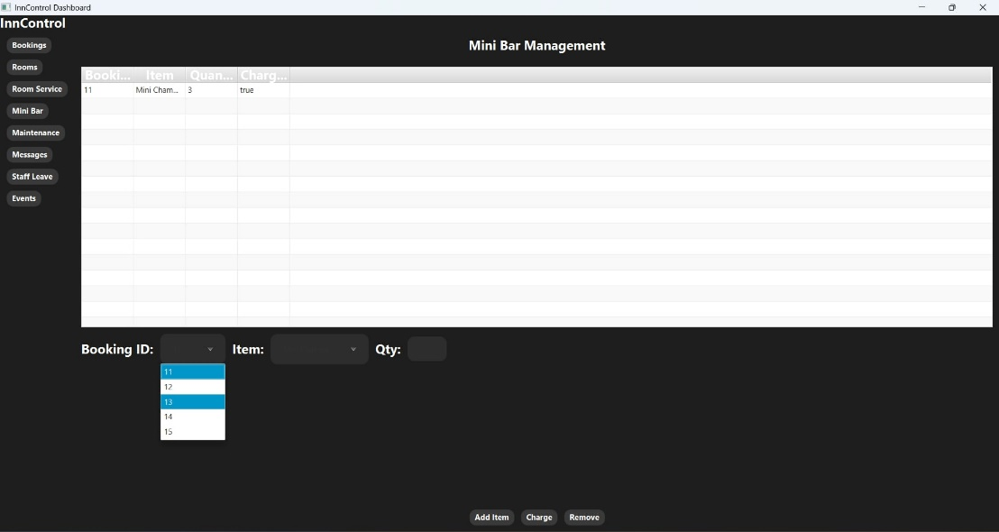 InnControl Dashboard
InnControl
Bookings
Rooms
Room Service
Mini Bar
Maintenance
Messages
Staff Leave
Events
Mini Bar Management
Booki... Item Quan... Charg...
11 Mini Cham... 3 true
Booking ID: Item: Qty:
11
12
13
14
15
Add Item Charge Remove